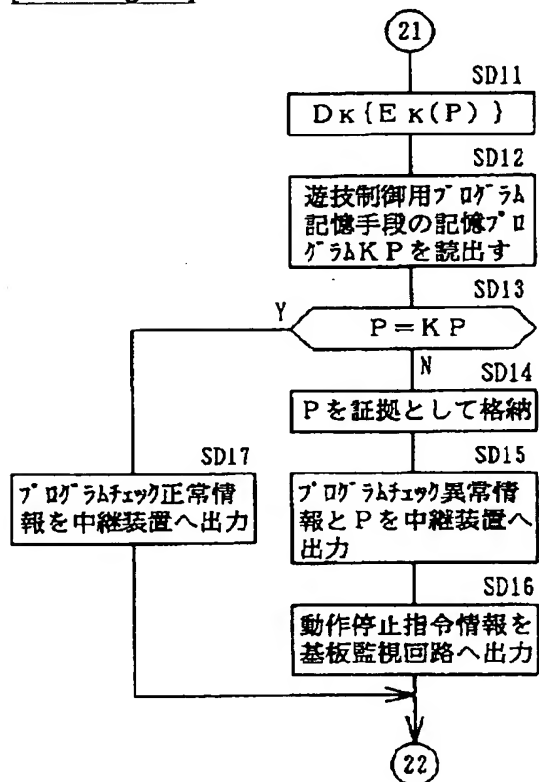 21
SD11
Dκ{Eκ(P)}
SD12
遊技制御用プログラム
記憶手段の記憶プロ
グラムKPを読出す
SD13
P=KP
Y
N
SD14
Pを証拠として格納
SD17
プログラムチェック正常情
報を中継装置へ出力
SD15
プログラムチェック異常情
報とPを中継装置へ
出力
SD16
動作停止指令情報を
基板監視回路へ出力
22